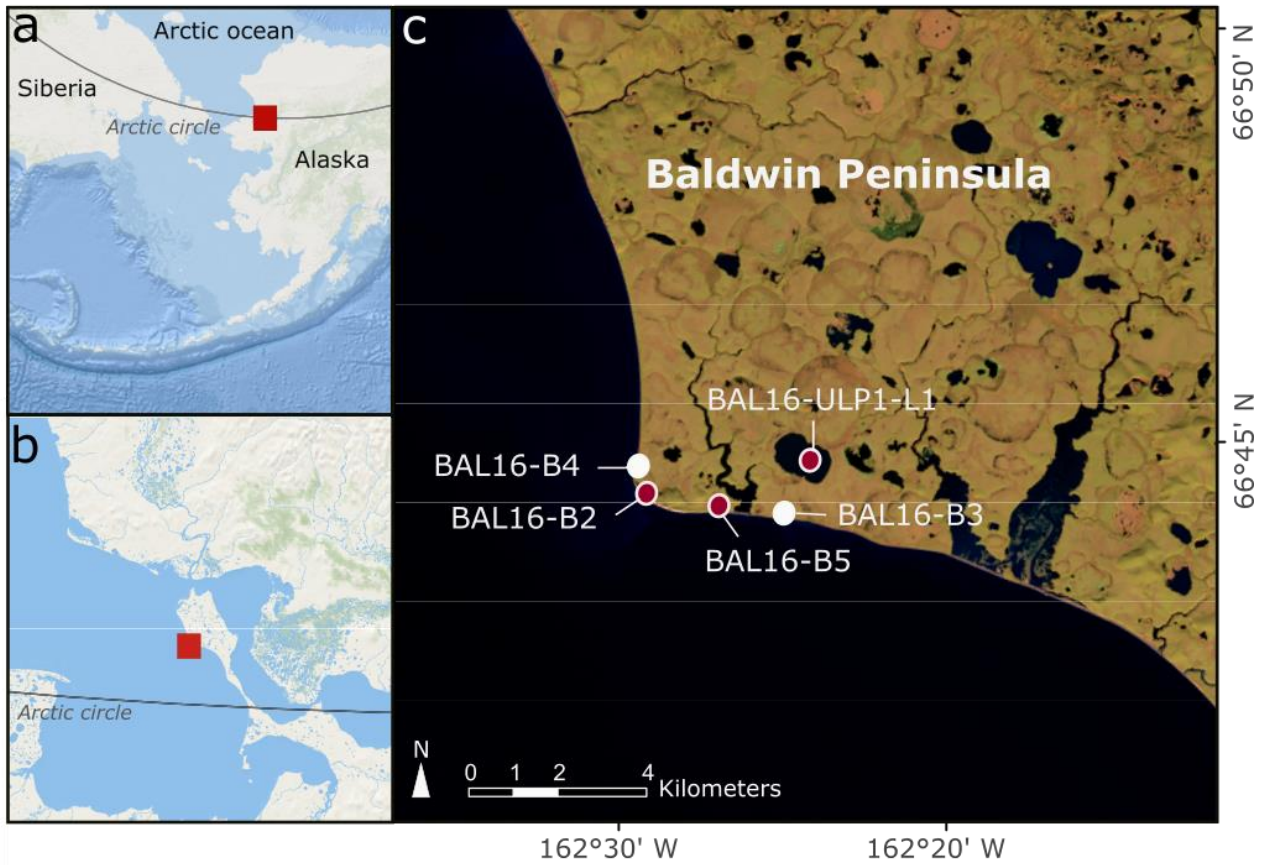 a
Arctic ocean
Siberia
Arctic circle
Alaska
b
Arctic circle
c
Baldwin Peninsula
BAL16-ULP1-L1
BAL16-B4
BAL16-B2
BAL16-B3
BAL16-B5
N
0 1 2 4
Kilometers
66°50' N
66°45' N
162°30' W
162°20' W